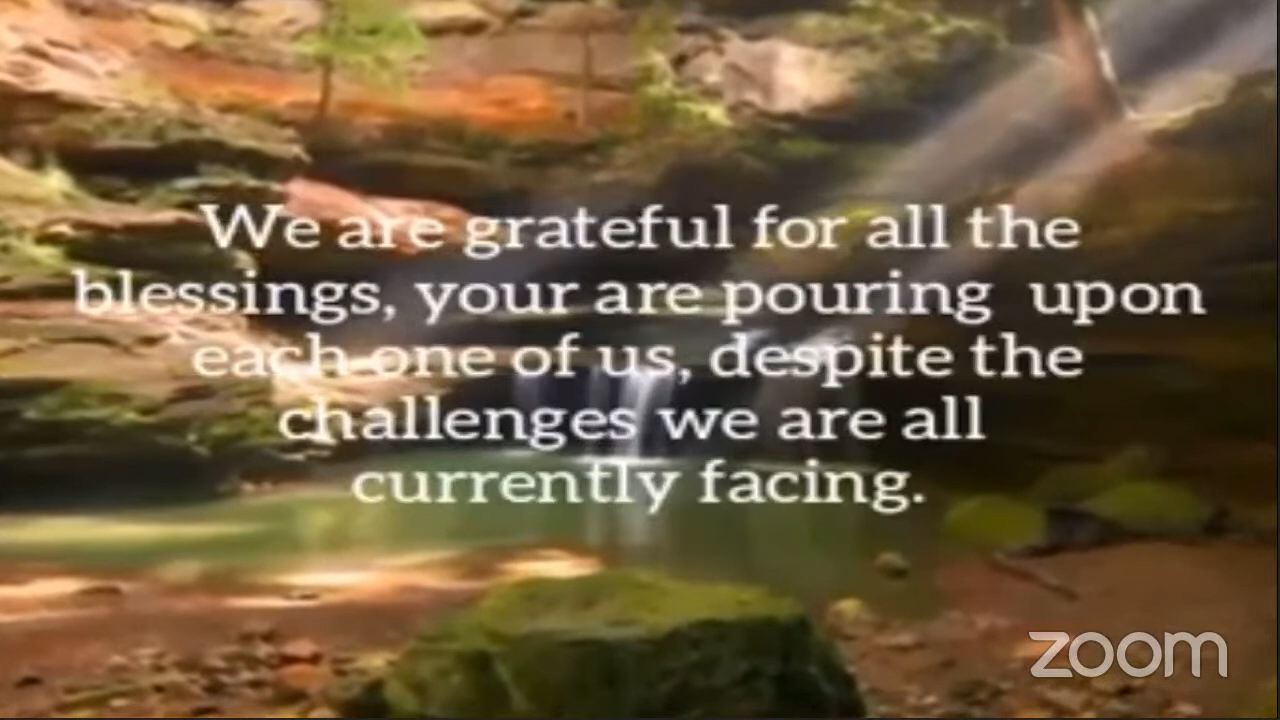 We are grateful for all the
blessings, your are pouring upon
each one of us, despite the
challenges we are all
currently facing.
zoom